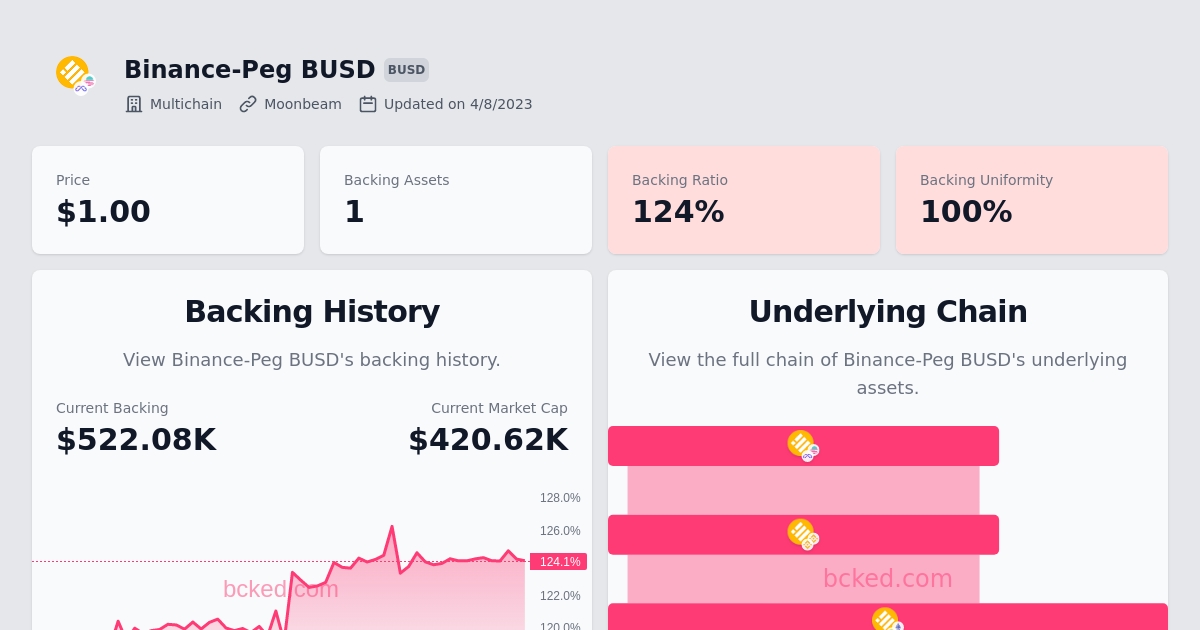 Binance-Peg BUSD BUSD
Multichain Moonbeam Updated on 4/8/2023
Price
$1.00
Backing Assets
1
Backing Ratio
124%
Backing Uniformity
100%
Backing History
View Binance-Peg BUSD's backing history.
Current Backing
$522.08K
Current Market Cap
$420.62K
128.0%
126.0%
124.1%
122.0%
120.0%
bcked.com
Underlying Chain
View the full chain of Binance-Peg BUSD's underlying
assets.
bcked.com